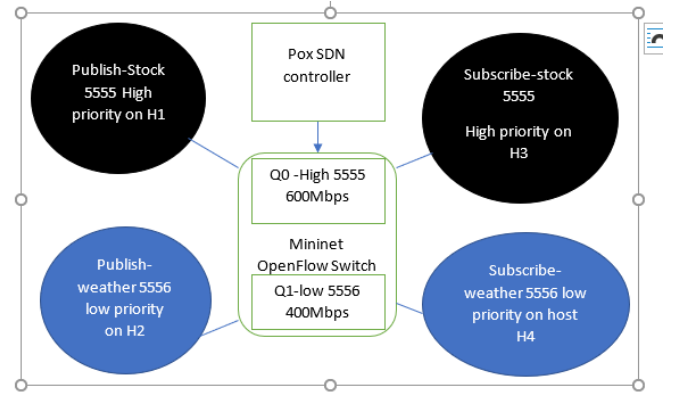 Publish-Stock
5555 High
priority on H1
Pox SDN
controller
Subscribe-stock
5555
High priority on
H3
Q0 -High 5555
600Mbps
Mininet
OpenFlow Switch
Q1-low 5556
400Mbps
Publish-
weather 5556
low priority
on H2
Subscribe-
weather 5556 low
priority on host
H4